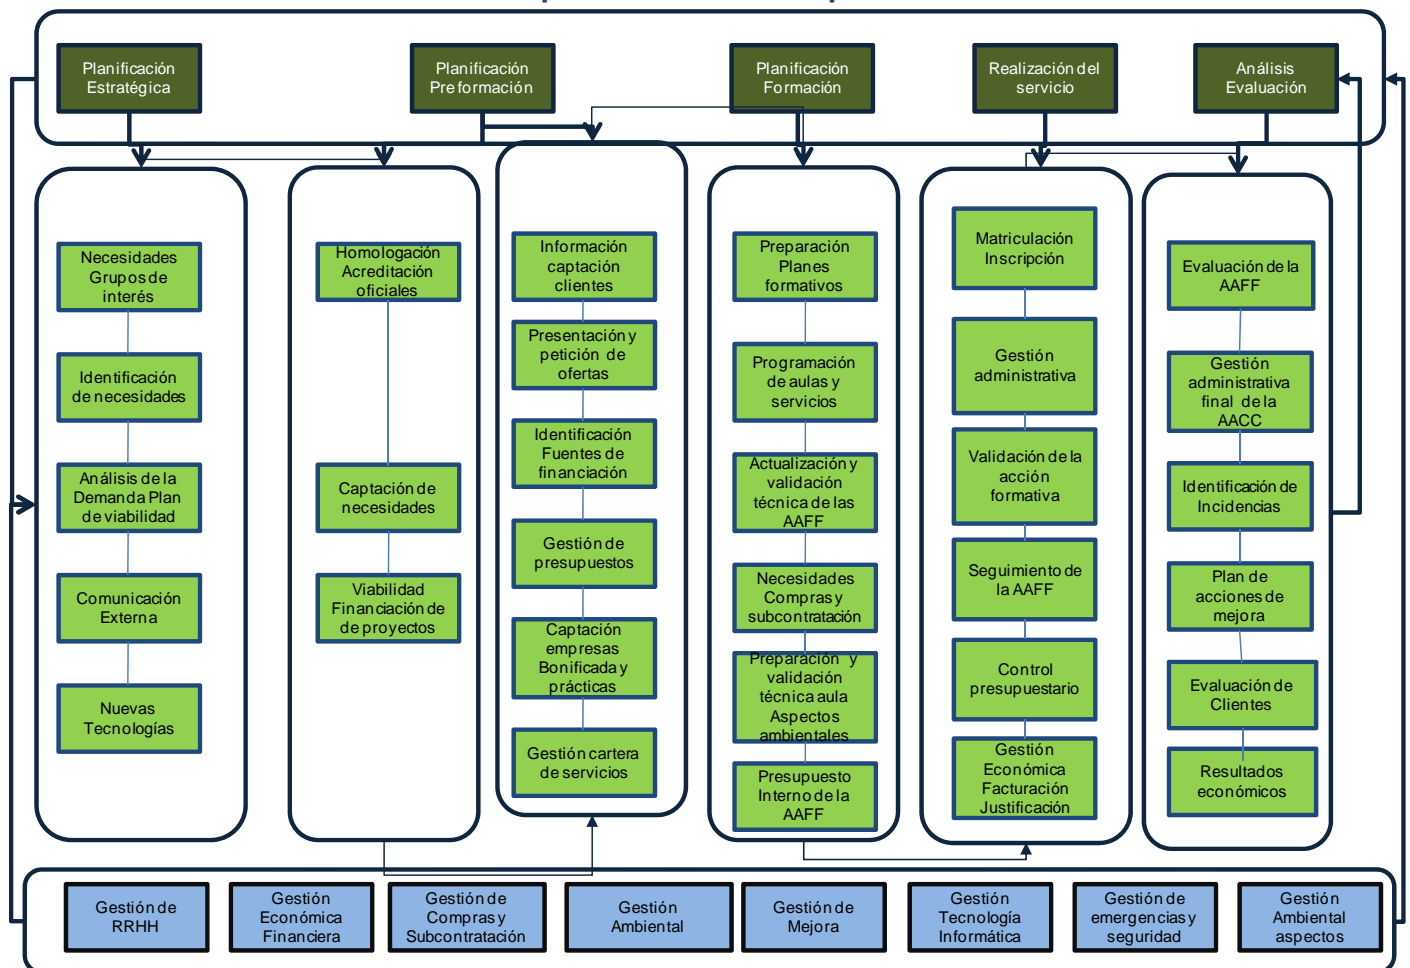 Planificación
Estratégica
Planificación
Preformación
Planificación
Formación
Realización del
servicio
Análisis
Evaluación
Necesidades
Grupos de
interés
Identificación
de necesidades
Análisis de la
Demanda Plan
de viabilidad
Comunicación
Externa
Nuevas
Tecnologías
Homologación
Acreditación
oficiales
Captación de
necesidades
Viabilidad
Financiación de
de proyectos
Información
captación
clientes
Presentación y
petición de
ofertas
Identificación
Fuentes de
financiación
Gestión de
presupuestos
Captación
empresas
Bonificada y
prácticas
Gestión cartera
de servicios
Preparación
Planes
formativos
Programación
de aulas y
servicios
Actualización y
validación
técnica de las
AAFF
Necesidades
Compras y
subcontratación
Preparación y
validación
técnica aula
Aspectos
ambientales
Presupuesto
Interno de la
AAFF
Matriculación
Inscripción
Gestión
administrativa
Validación de la
acción
formativa
Seguimiento de
la AAFF
Control
presupuestario
Gestión
Económica
Facturación
Justificación
Evaluación de la
AAFF
Gestión
administrativa
final de la
AACC
Identificación de
Incidencias
Plan de
acciones de
mejora
Evaluación de
Clientes
Resultados
económicos
Gestión de
RRHH
Gestión
Económica
Financiera
Gestión de
Compras y
Subcontratación
Gestión
Ambiental
Gestión de
Mejora
Gestión
Tecnología
Informática
Gestión de
emergencias y
seguridad
Gestión
Ambiental
aspectos